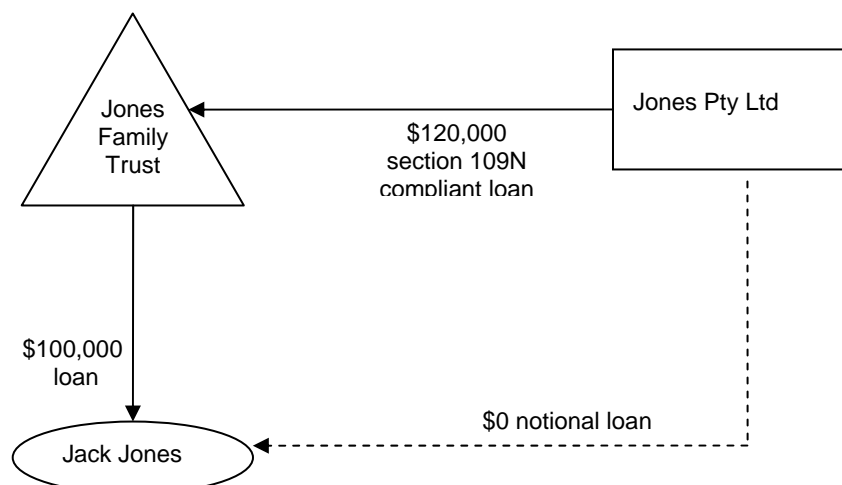 Jones
Family
Trust
Jones Pty Ltd
$120,000
section 109N
compliant loan
$100,000
loan
$0 notional loan
Jack Jones